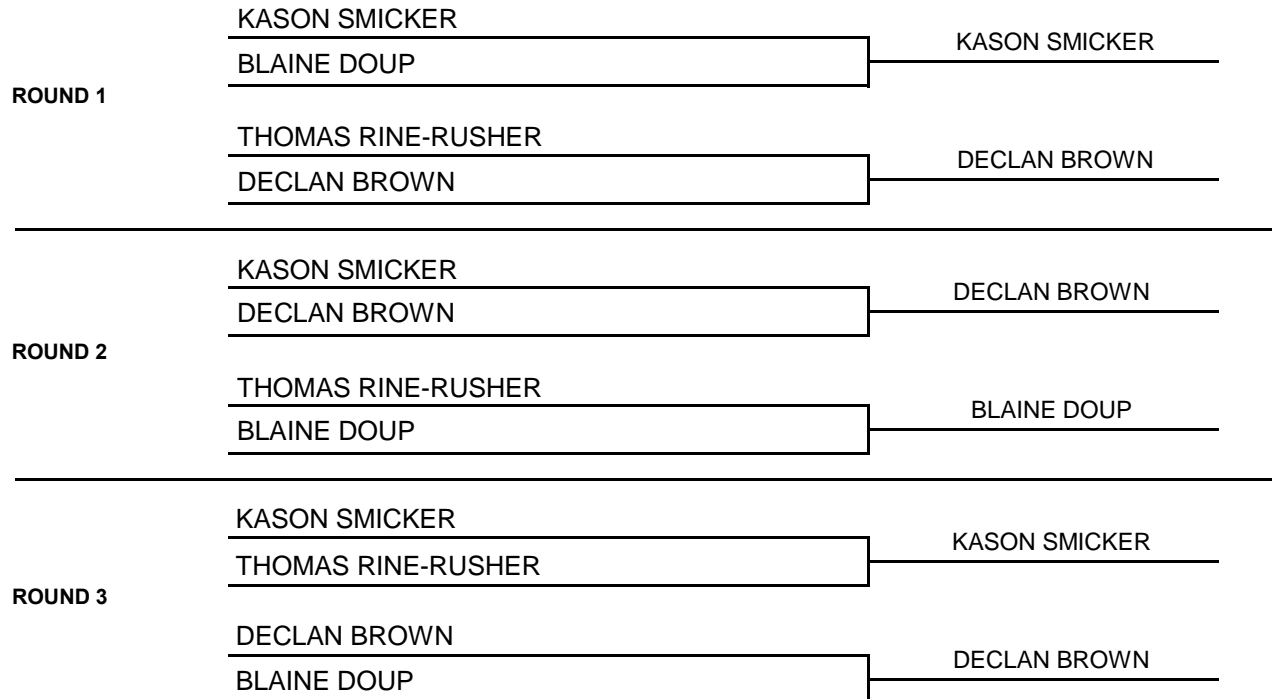 KASON SMICKER
KASON SMICKER
BLAINE DOUP
ROUND 1
THOMAS RINE-RUSHER
DECLAN BROWN
DECLAN BROWN
KASON SMICKER
DECLAN BROWN
DECLAN BROWN
ROUND 2
THOMAS RINE-RUSHER
BLAINE DOUP
BLAINE DOUP
KASON SMICKER
KASON SMICKER
THOMAS RINE-RUSHER
ROUND 3
DECLAN BROWN
DECLAN BROWN
BLAINE DOUP